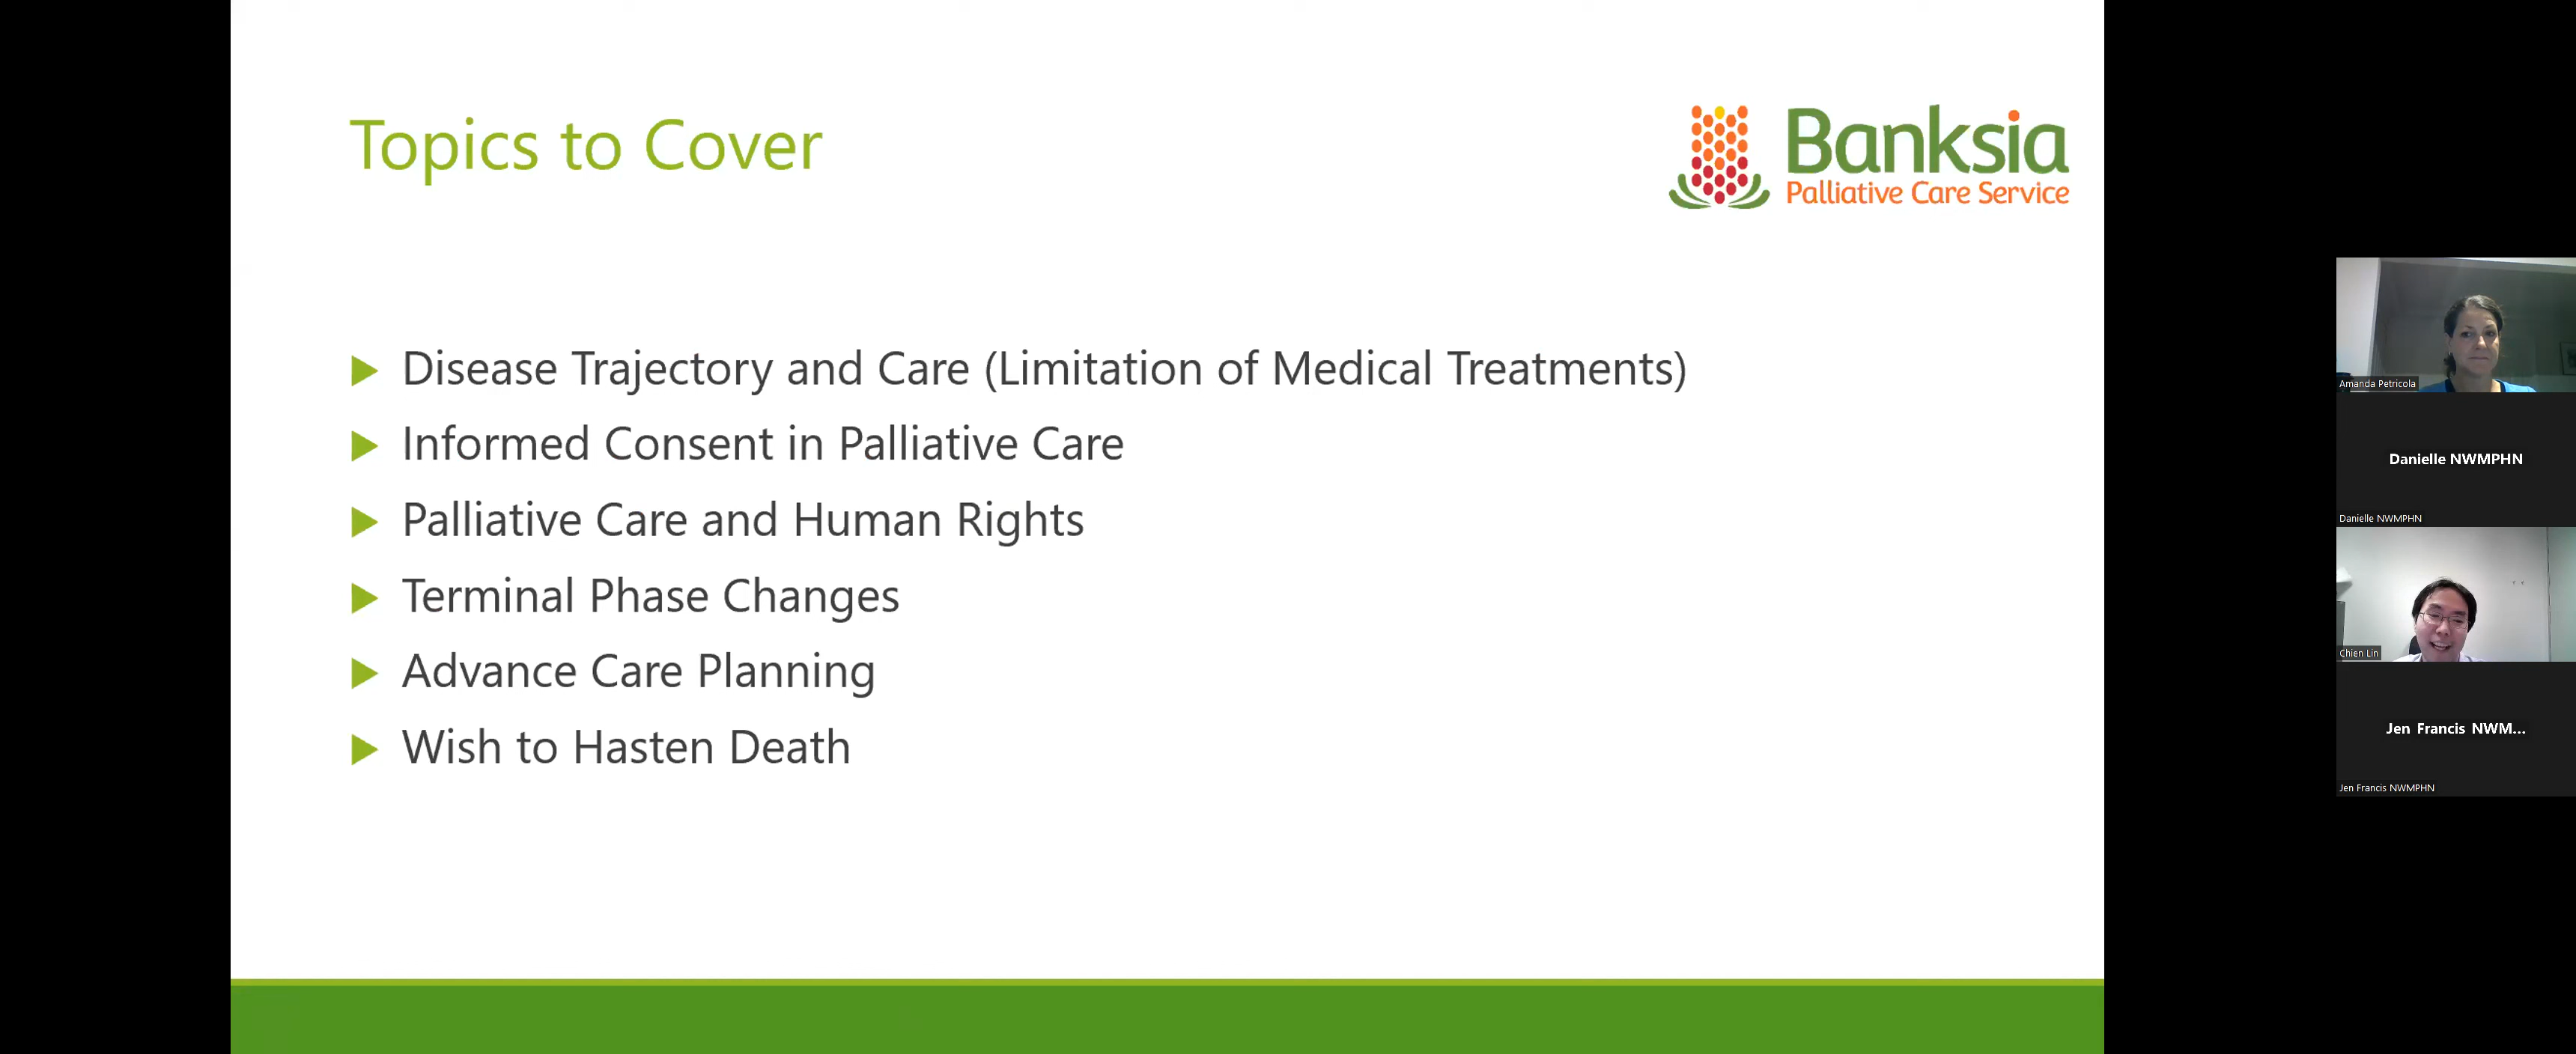 Topics to Cover
Banksia
Palliative Care Service
Disease Trajectory and Care (Limitation of Medical Treatments)
Informed Consent in Palliative Care
Palliative Care and Human Rights
Terminal Phase Changes
Advance Care Planning
Wish to Hasten Death
Amanda Petricola
Danielle NWMPHN
Danielle NWMPHN
Chien Lin
Jen Francis NWM...
Jen Francis NWMPHN